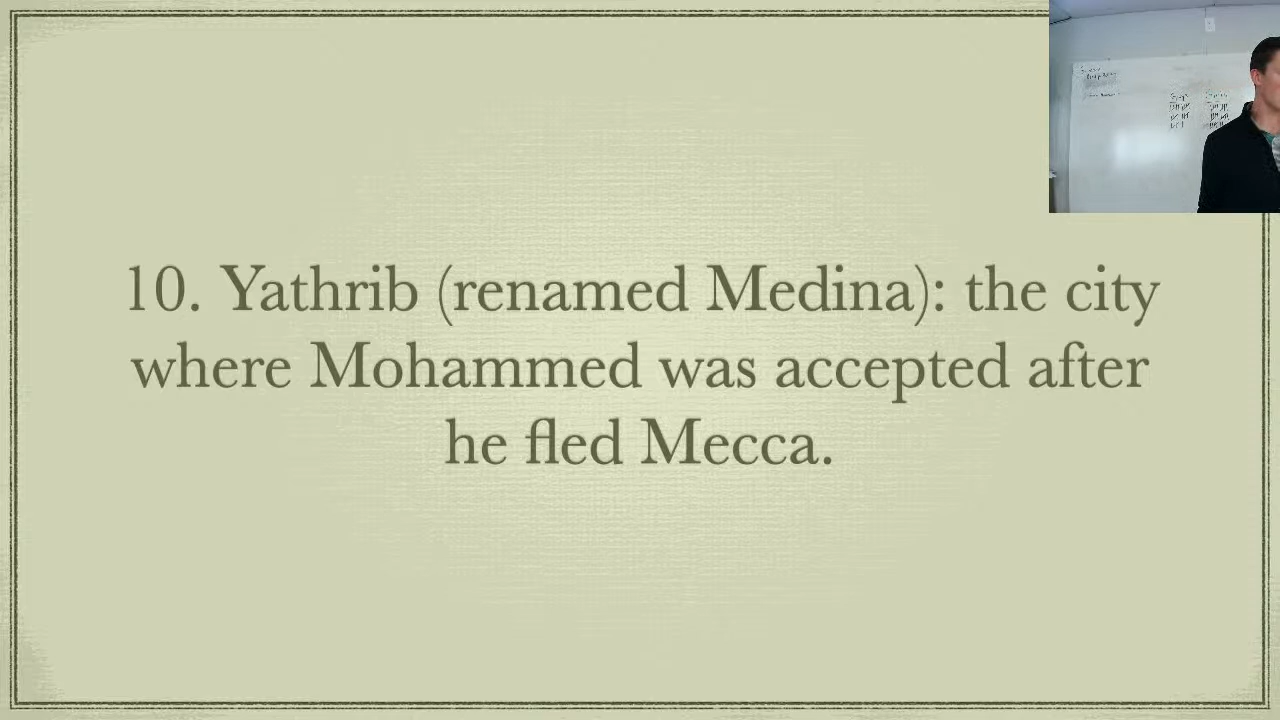 10. Yathrib (renamed Medina): the city
where Mohammed was accepted after
he fled Mecca.